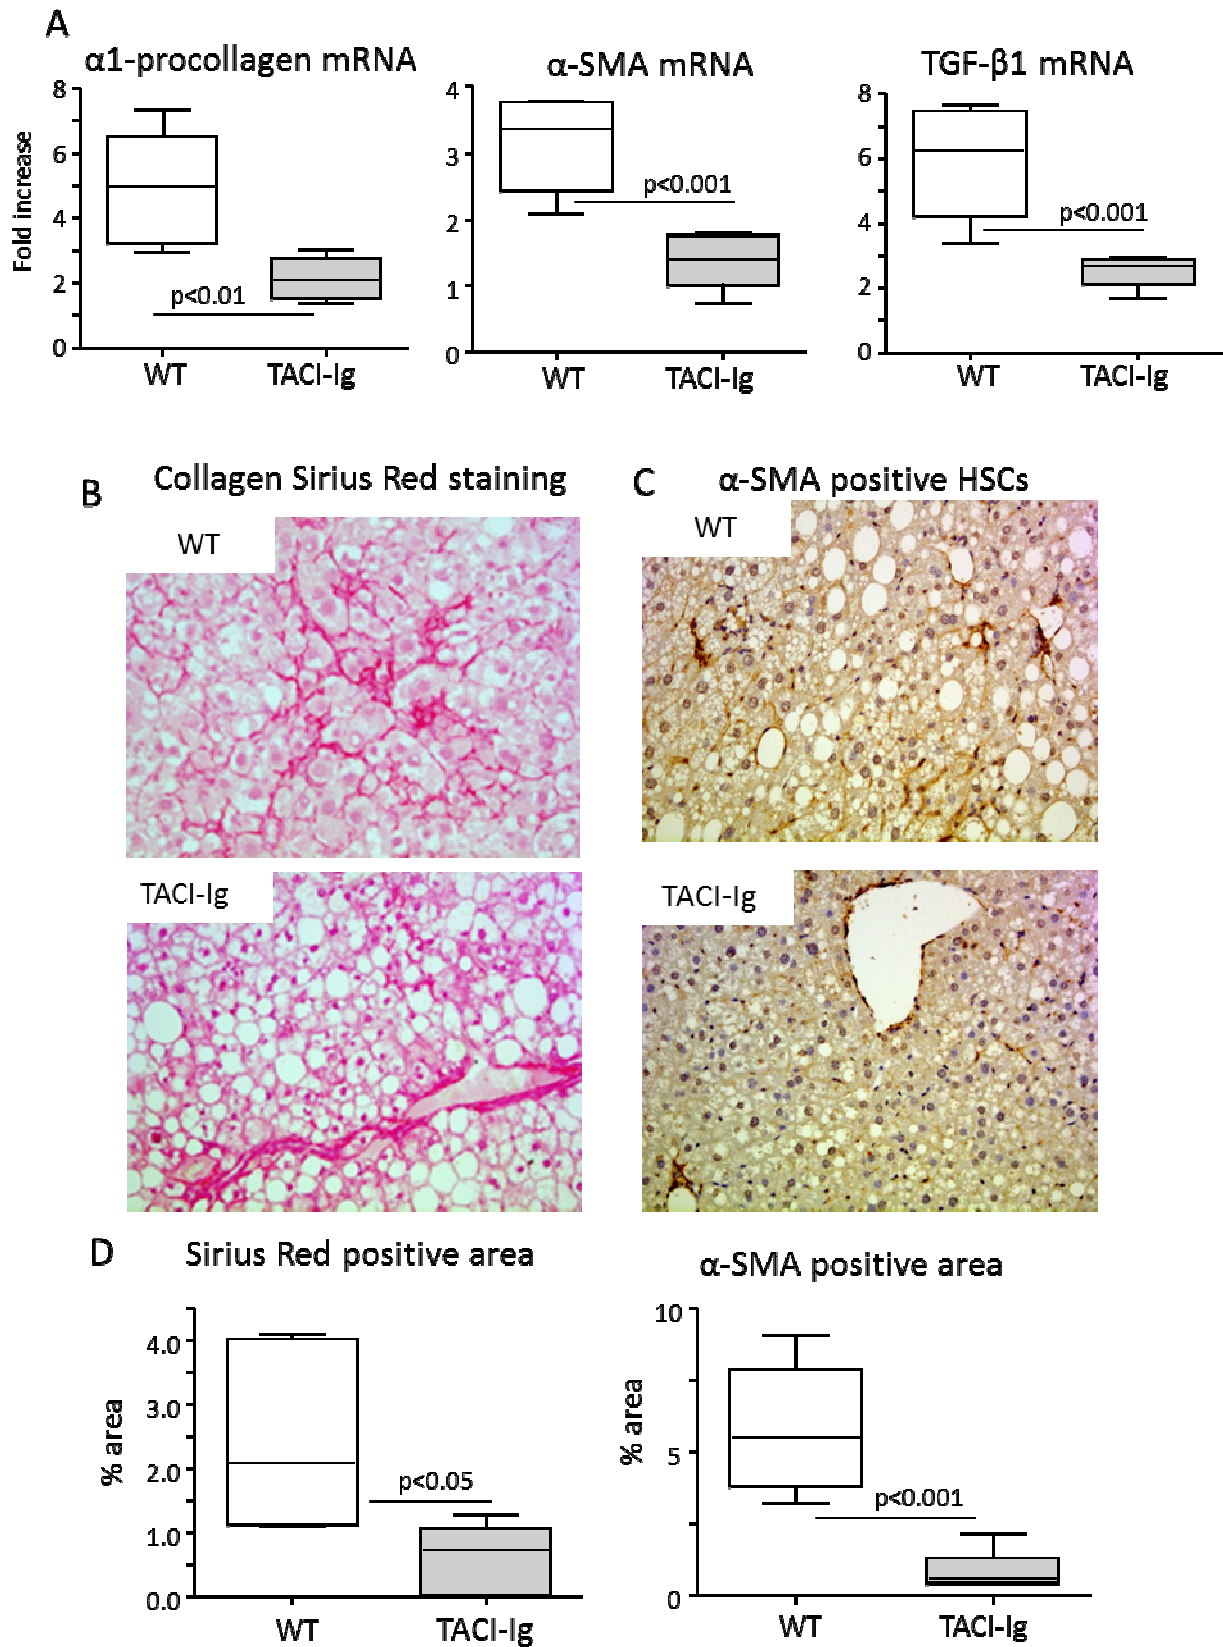 A
α1-procollagen mRNA
α-SMA mRNA
TGF-β1 mRNA
Fold increase
8
6
4
2
0
p<0.01
WT
TACI-Ig
4
3
2
1
0
p<0.001
WT
TACI-Ig
8
6
4
2
0
p<0.001
WT
TACI-Ig
B
Collagen Sirius Red staining
WT
TACI-Ig
C
α-SMA positive HSCs
WT
TACI-Ig
D
Sirius Red positive area
% area
4.0
3.0
2.0
1.0
0.0
p<0.05
WT
TACI-Ig
α-SMA positive area
% area
10
5
0
p<0.001
WT
TACI-Ig